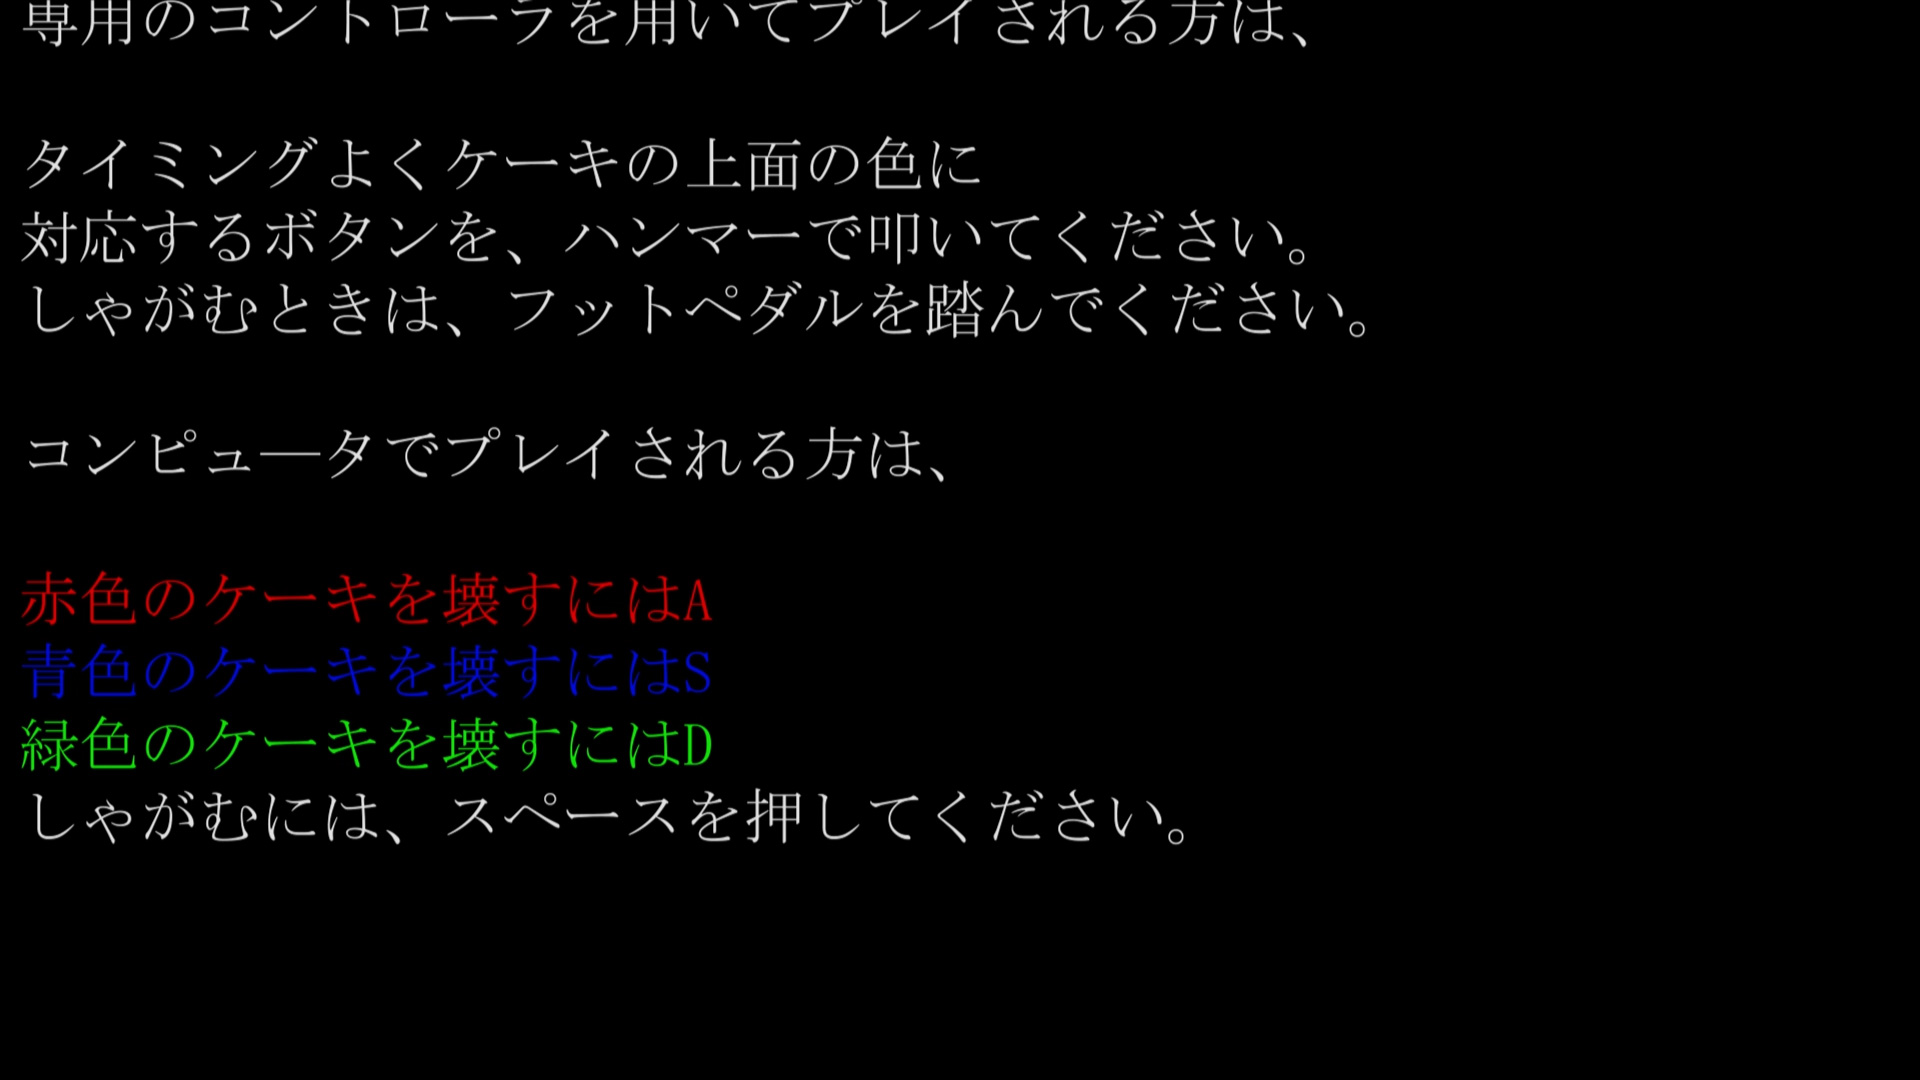 専用のコントローラを用いてプレイされる方は、
タイミングよくケーキの上面の色に
対応するボタンを、ハンマーで叩いてください。
しゃがむときは、フットペダルを踏んでください。
コンピュ―タでプレイされる方は、
赤色のケーキを壊すにはA
青色のケーキを壊すにはS
緑色のケーキを壊すにはD
しゃがむには、スペースを押してください。